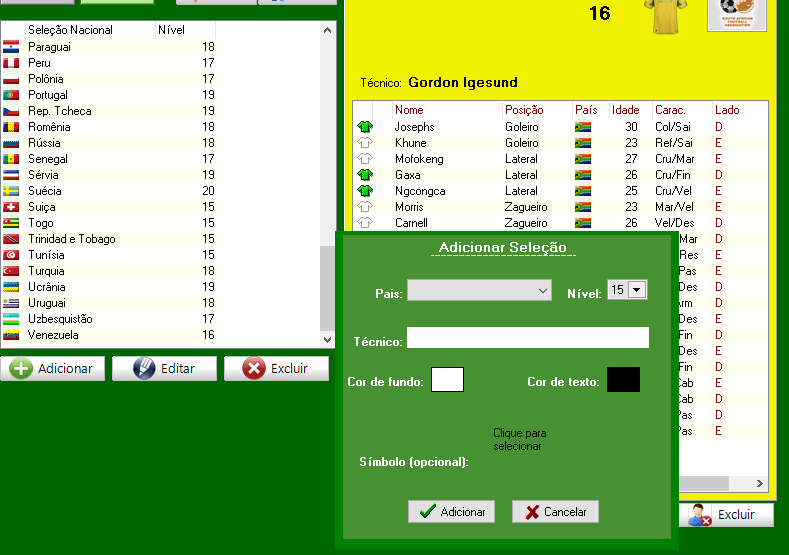 Seleção Nacional Nível
Paraguai 18
Peru 17
Polônia 17
Portugal 19
Rep. Tcheca 19
Romênia 18
Rússia 18
Senegal 17
Sérvia 19
Suécia 20
Suiça 15
Togo 15
Trinidad e Tobago 15
Tunísia 15
Turquia 18
Ucrânia 19
Uruguai 18
Uzbesquistão 17
Venezuela 16
Adicionar Editar Excluir
16
SOUTH AFRICAN
FOOTBALL
ASSOCIATION
Técnico: Gordon Igesund
Nome Posição País Idade Carac. Lado
Josephs Goleiro 30 Col/Sai D
Khune Goleiro 23 Ref/Sai E
Mofokeng Lateral 27 Cru/Mar E
Gaxa Lateral 26 Cru/Fin D
Ngcongca Lateral 25 Cru/Vel E
Morris Zagueiro 23 Mar/Vel E
Carnell Zagueiro 26 Vel/Des D
Mar D
Res E
Pas E
Des D
rm D
Des E
Fin D
Des E
Fin D
Cab E
Cab D
Pas D
Pas E
Adicionar Seleção
Pais: Nível: 15
Técnico:
Cor de fundo: Cor de texto:
Clique para
selecionar
Símbolo (opcional):
Adicionar Cancelar
Excluir